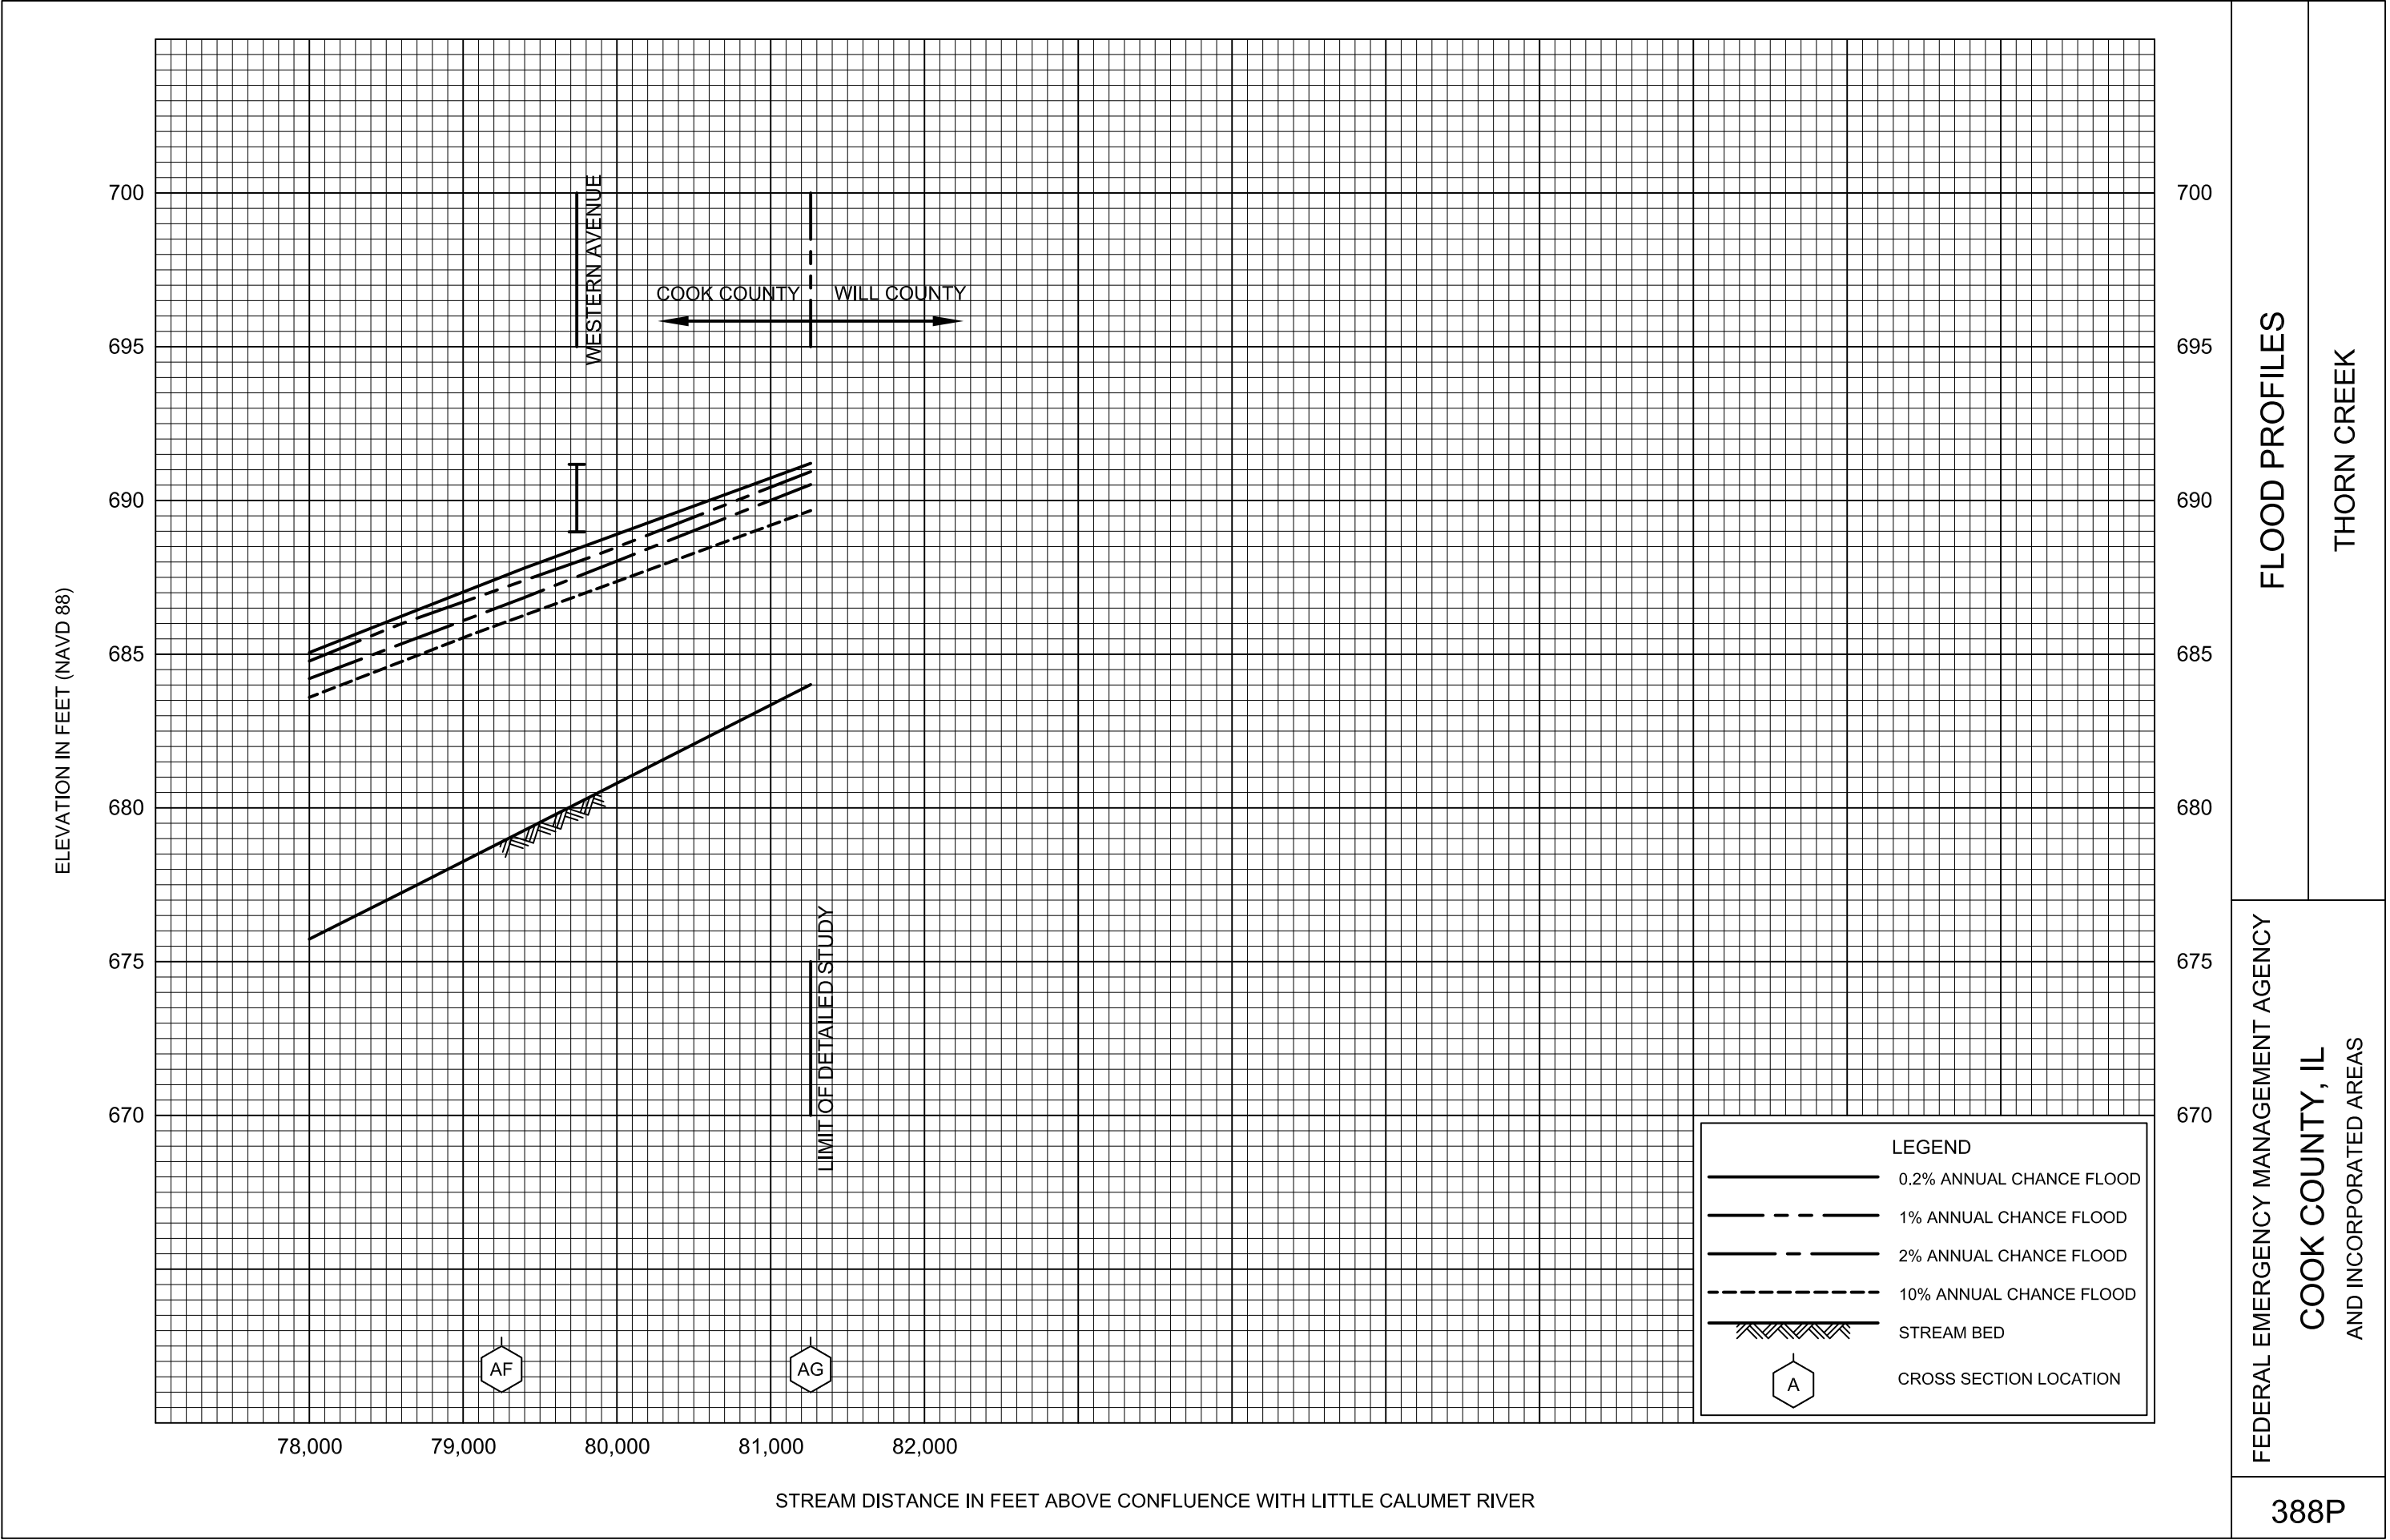 700
695
690
685
680
675
670
ELEVATION IN FEET (NAVD 88)
WESTERN AVENUE
COOK COUNTY
WILL COUNTY
LIMIT OF DETAILED STUDY
AF
AG
78,000
79,000
80,000
81,000
82,000
STREAM DISTANCE IN FEET ABOVE CONFLUENCE WITH LITTLE CALUMET RIVER
700
695
690
685
680
675
670
LEGEND
0.2% ANNUAL CHANCE FLOOD
1% ANNUAL CHANCE FLOOD
2% ANNUAL CHANCE FLOOD
10% ANNUAL CHANCE FLOOD
STREAM BED
A
CROSS SECTION LOCATION
FLOOD PROFILES
THORN CREEK
FEDERAL EMERGENCY MANAGEMENT AGENCY
COOK COUNTY, IL
AND INCORPORATED AREAS
388P